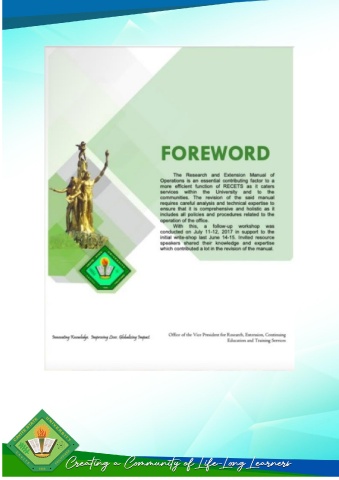 FOREWORD
The Research and Extension Manual of
Operations is an essential contributing factor to a
more efficient function of RECETS as it caters
services within the University and to the
communities. The revision of the said manual
requires careful analysis and technical expertise to
ensure that it is comprehensive and holistic as it
includes all policies and procedures related to the
operation of the office.
With this, a follow-up workshop was
conducted on July 11-12, 2017 in support to the
initial write-shop last June 14-15. Invited resource
speakers shared their knowledge and expertise
which contributed a lot in the revision of the manual.
Innovating Knowledge, Improving Lives, Globalizing Impact
Office of the Vice President for Research, Extension, Continuing
Education and Training Services
Creating a Community of Life-Long Learners